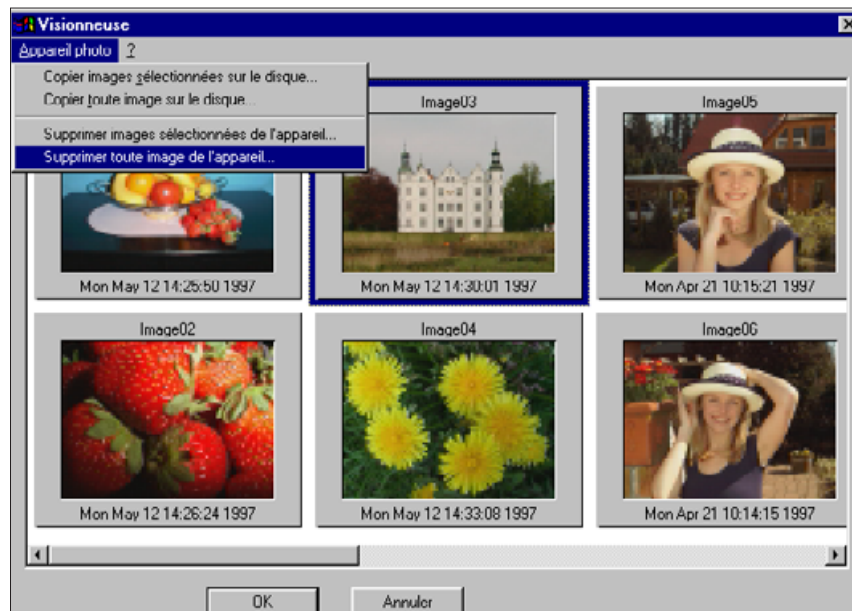 Visionneuse
Appareil photo ?
Copier images sélectionnées sur le disque...
Copier toute image sur le disque...
Supprimer images sélectionnées de l'appareil...
Supprimer toute image de l'appareil...
Image03
Image05
Mon May 12 14:25:50 1997
Mon May 12 14:30:01 1997
Mon Apr 21 10:15:21 1997
Image02
Image04
Image06
Mon May 12 14:26:24 1997
Mon May 12 14:33:08 1997
Mon Apr 21 10:14:15 1997
OK
Annuler